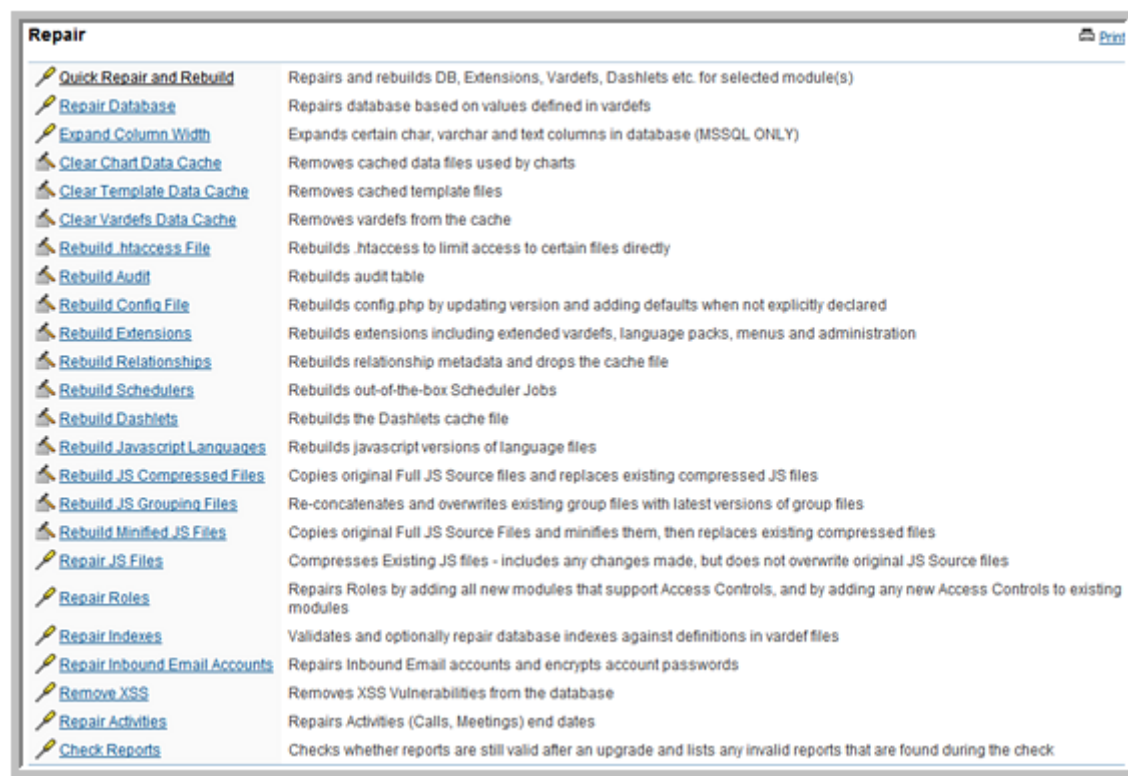 Repair
Print
Quick Repair and Rebuild Repairs and rebuilds DB, Extensions, Vardefs, Dashlets etc. for selected module(s)
Repair Database Repairs database based on values defined in vardefs
Expand Column Width Expands certain char, varchar and text columns in database (MSSQL ONLY)
Clear Chart Data Cache Removes cached data files used by charts
Clear Template Data Cache Removes cached template files
Clear Vardefs Data Cache Removes vardefs from the cache
Rebuild .htaccess File Rebuilds .htaccess to limit access to certain files directly
Rebuild Audit Rebuilds audit table
Rebuild Config File Rebuilds config.php by updating version and adding defaults when not explicitly declared
Rebuild Extensions Rebuilds extensions including extended vardefs, language packs, menus and administration
Rebuild Relationships Rebuilds relationship metadata and drops the cache file
Rebuild Schedulers Rebuilds out-of-the-box Scheduler Jobs
Rebuild Dashlets Rebuilds the Dashlets cache file
Rebuild Javascript Languages Rebuilds javascript versions of language files
Rebuild JS Compressed Files Copies original Full JS Source files and replaces existing compressed JS files
Rebuild JS Grouping Files Re-concatenates and overwrites existing group files with latest versions of group files
Rebuild Minified JS Files Copies original Full JS Source Files and minifies them, then replaces existing compressed files
Repair JS Files Compresses Existing JS files - includes any changes made, but does not overwrite original JS Source files
Repair Roles Repairs Roles by adding all new modules that support Access Controls, and by adding any new Access Controls to existing
modules
Repair Indexes Validates and optionally repair database indexes against definitions in vardef files
Repair Inbound Email Accounts Repairs Inbound Email accounts and encrypts account passwords
Remove XSS Removes XSS Vulnerabilities from the database
Repair Activities Repairs Activities (Calls, Meetings) end dates
Check Reports Checks whether reports are still valid after an upgrade and lists any invalid reports that are found during the check